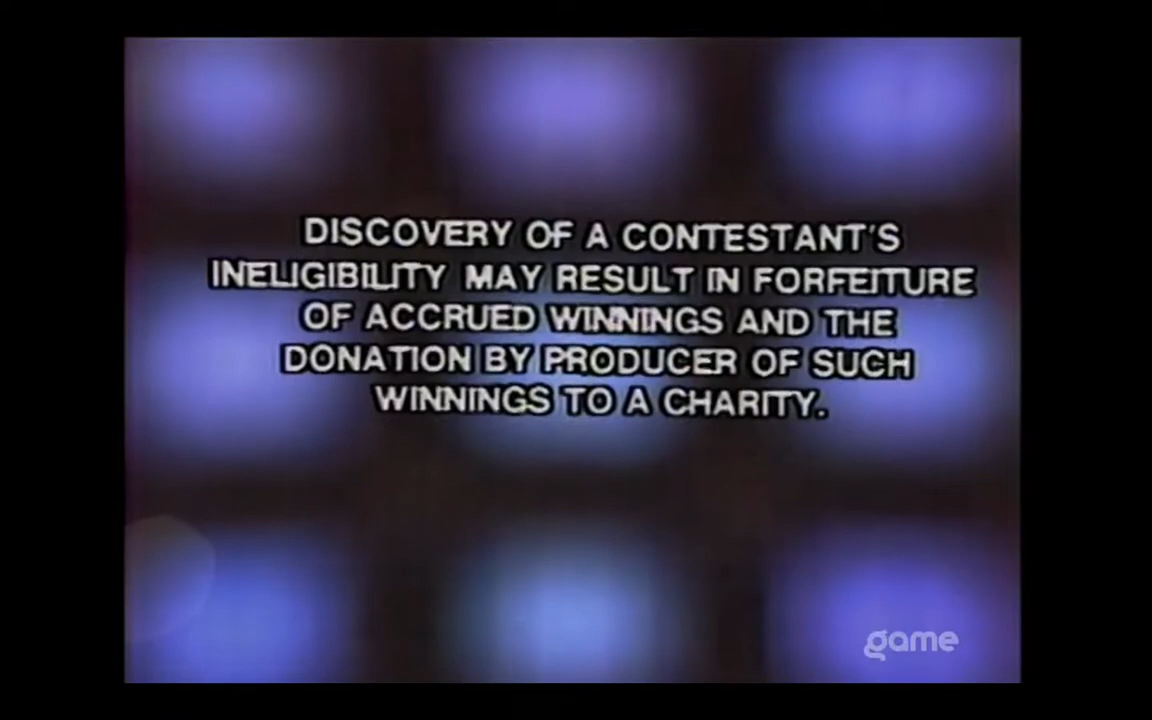 DISCOVERY OF A CONTESTANT'S
INELIGIBILITY MAY RESULT IN FORFEITURE
OF ACCRUED WINNINGS AND THE
DONATION BY PRODUCER OF SUCH
WINNINGS TO A CHARITY.
game